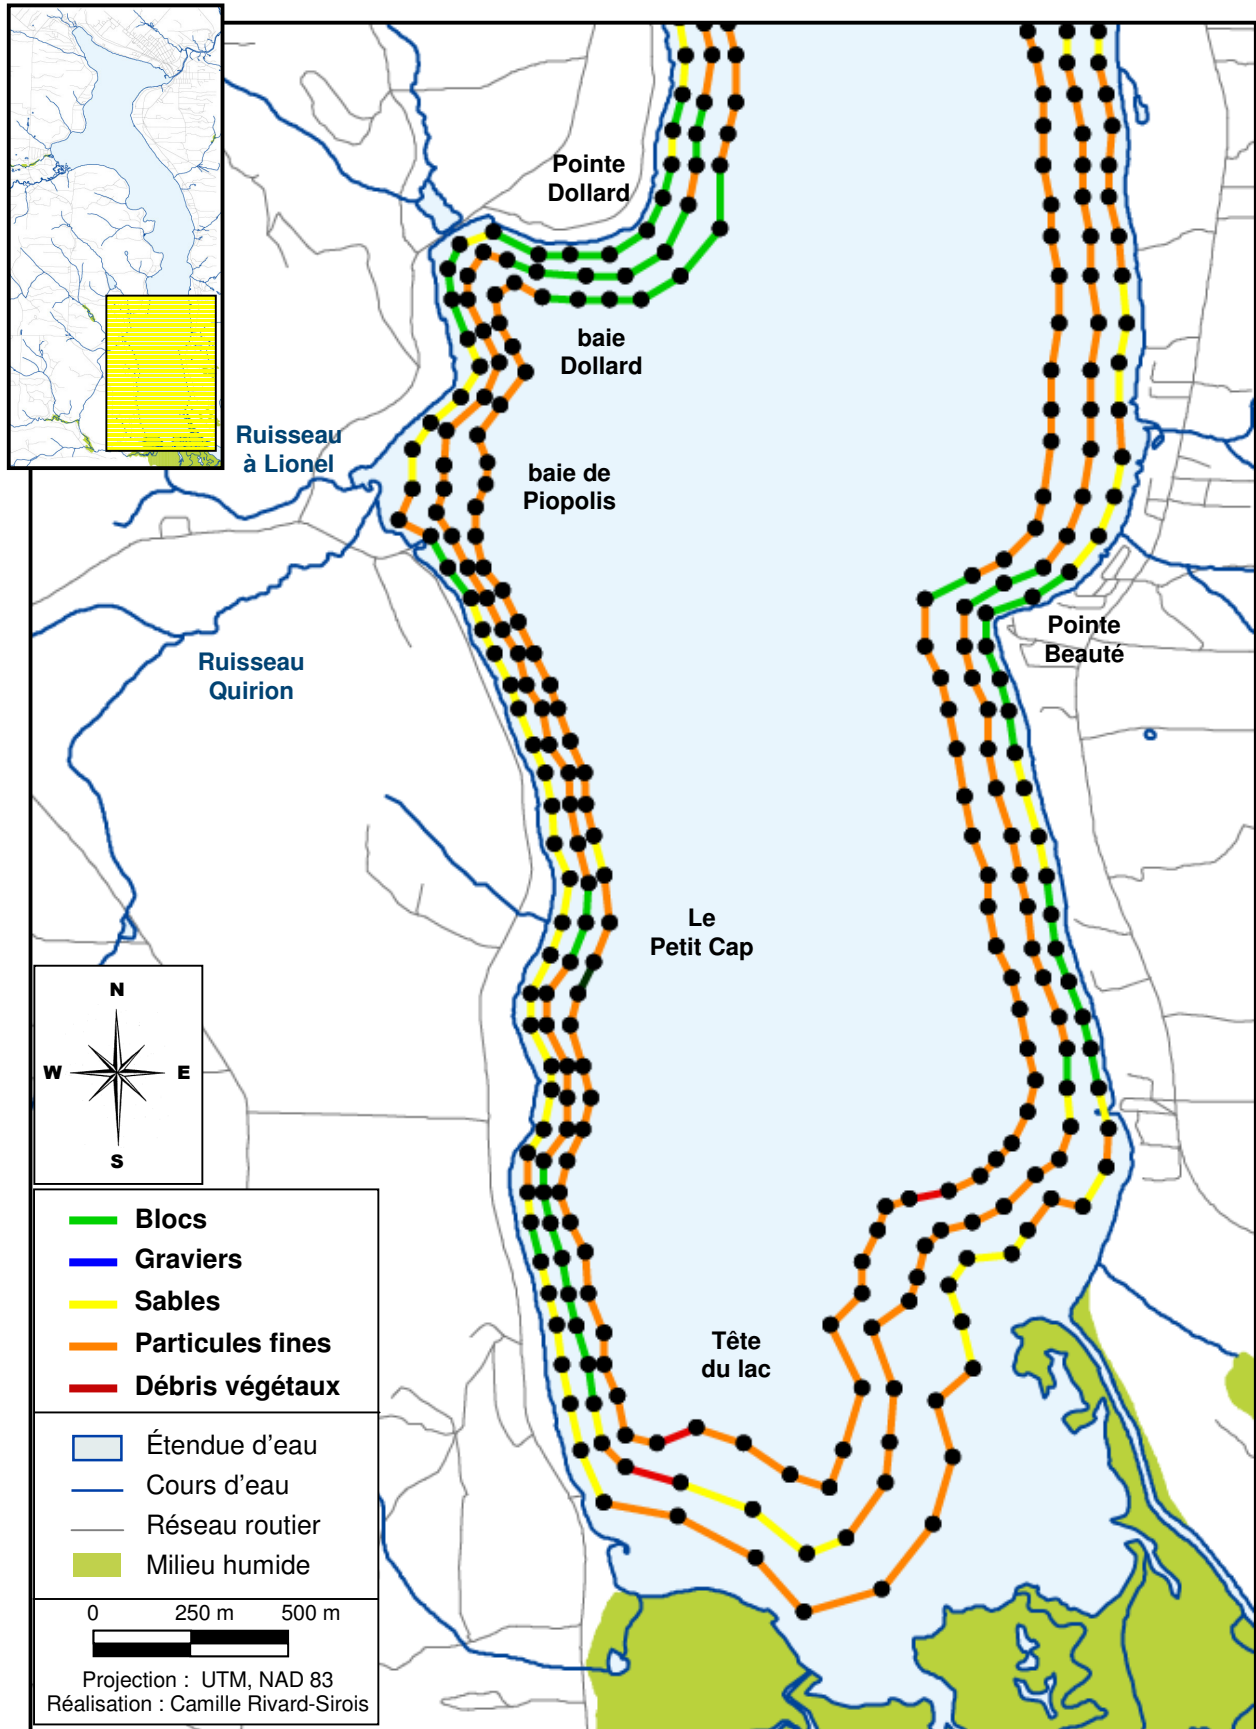 Pointe
Dollard
baie
Dollard
Ruisseau
à Lionel
baie de
Piopolis
Pointe
Beauté
Ruisseau
Quirion
Le
Petit Cap
N
W E
S
Blocs
Graviers
Sables
Particules fines
Débris végétaux
Tête
du lac
Étendue d'eau
Cours d'eau
Réseau routier
Milieu humide
0 250 m 500 m
Projection : UTM, NAD 83
Réalisation : Camille Rivard-Sirois